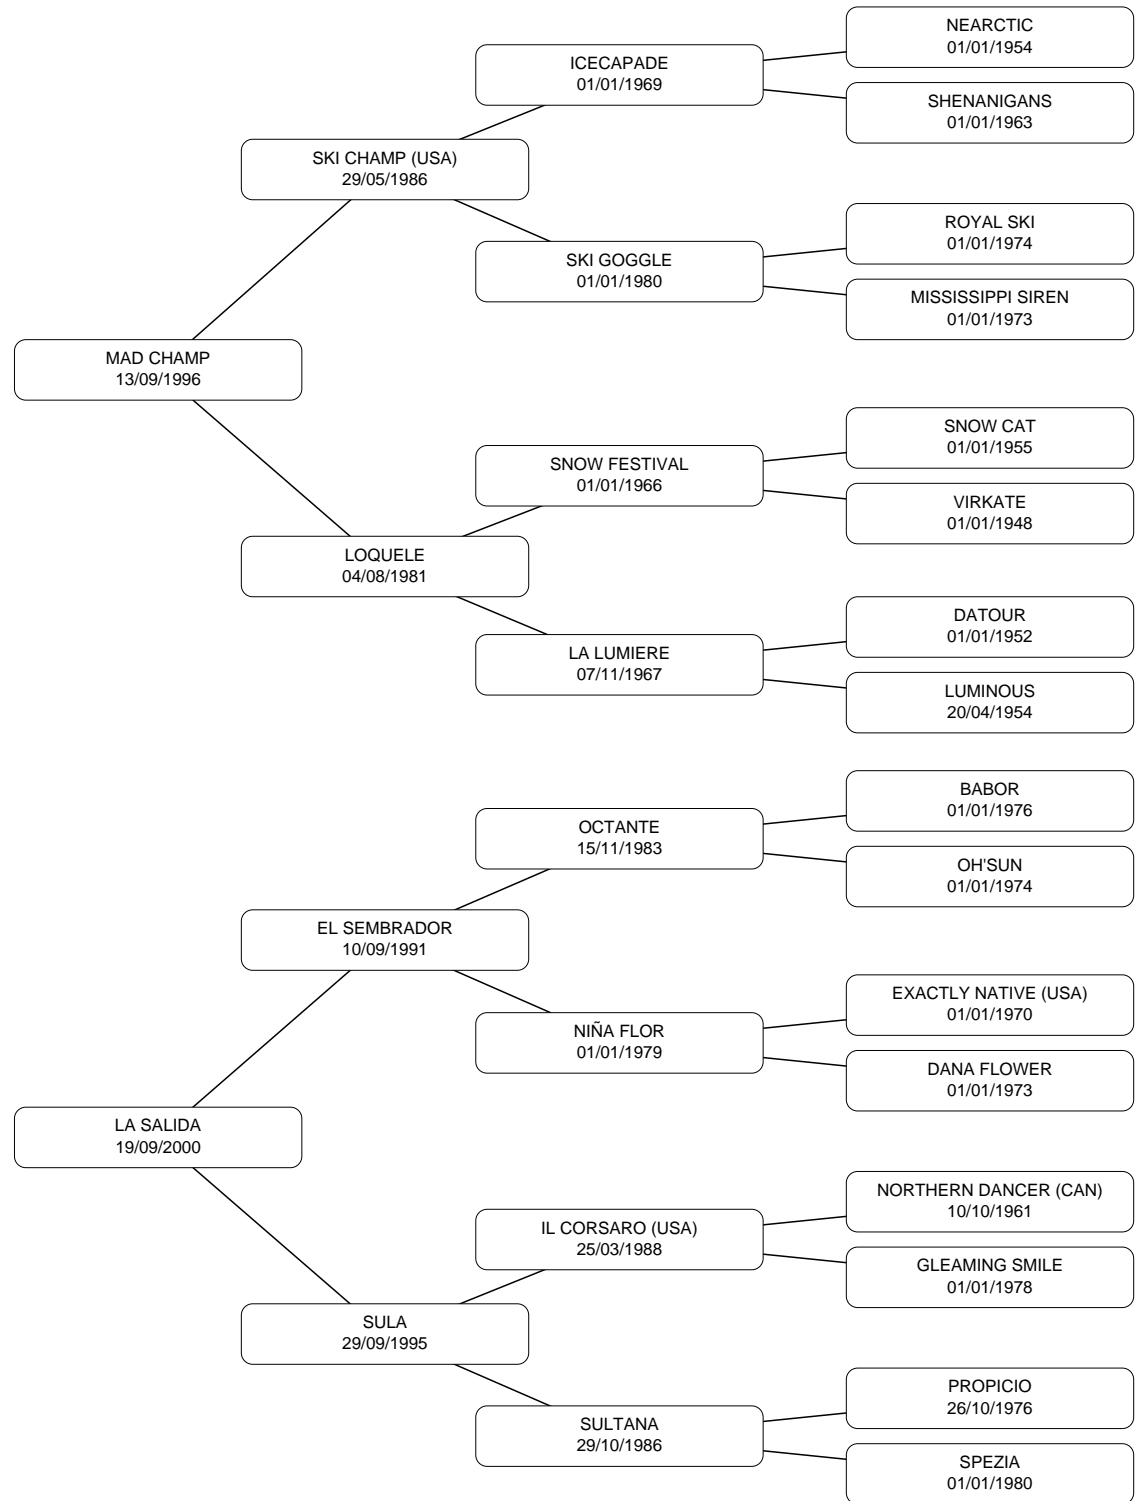 NEARCTIC
01/01/1954
ICECAPADE
01/01/1969
SHENANIGANS
01/01/1963
SKI CHAMP (USA)
29/05/1986
ROYAL SKI
01/01/1974
SKI GOGGLE
01/01/1980
MISSISSIPPI SIREN
01/01/1973
MAD CHAMP
13/09/1996
SNOW CAT
01/01/1955
SNOW FESTIVAL
01/01/1966
VIRKATE
01/01/1948
LOQUELE
04/08/1981
DATOUR
01/01/1952
LA LUMIERE
07/11/1967
LUMINOUS
20/04/1954
BABOR
01/01/1976
OCTANTE
15/11/1983
OH'SUN
01/01/1974
EL SEMBRADOR
10/09/1991
EXACTLY NATIVE (USA)
01/01/1970
NIÑA FLOR
01/01/1979
DANA FLOWER
01/01/1973
LA SALIDA
19/09/2000
NORTHERN DANCER (CAN)
10/10/1961
IL CORSARO (USA)
25/03/1988
GLEAMING SMILE
01/01/1978
SULA
29/09/1995
PROPICIO
26/10/1976
SULTANA
29/10/1986
SPEZIA
01/01/1980